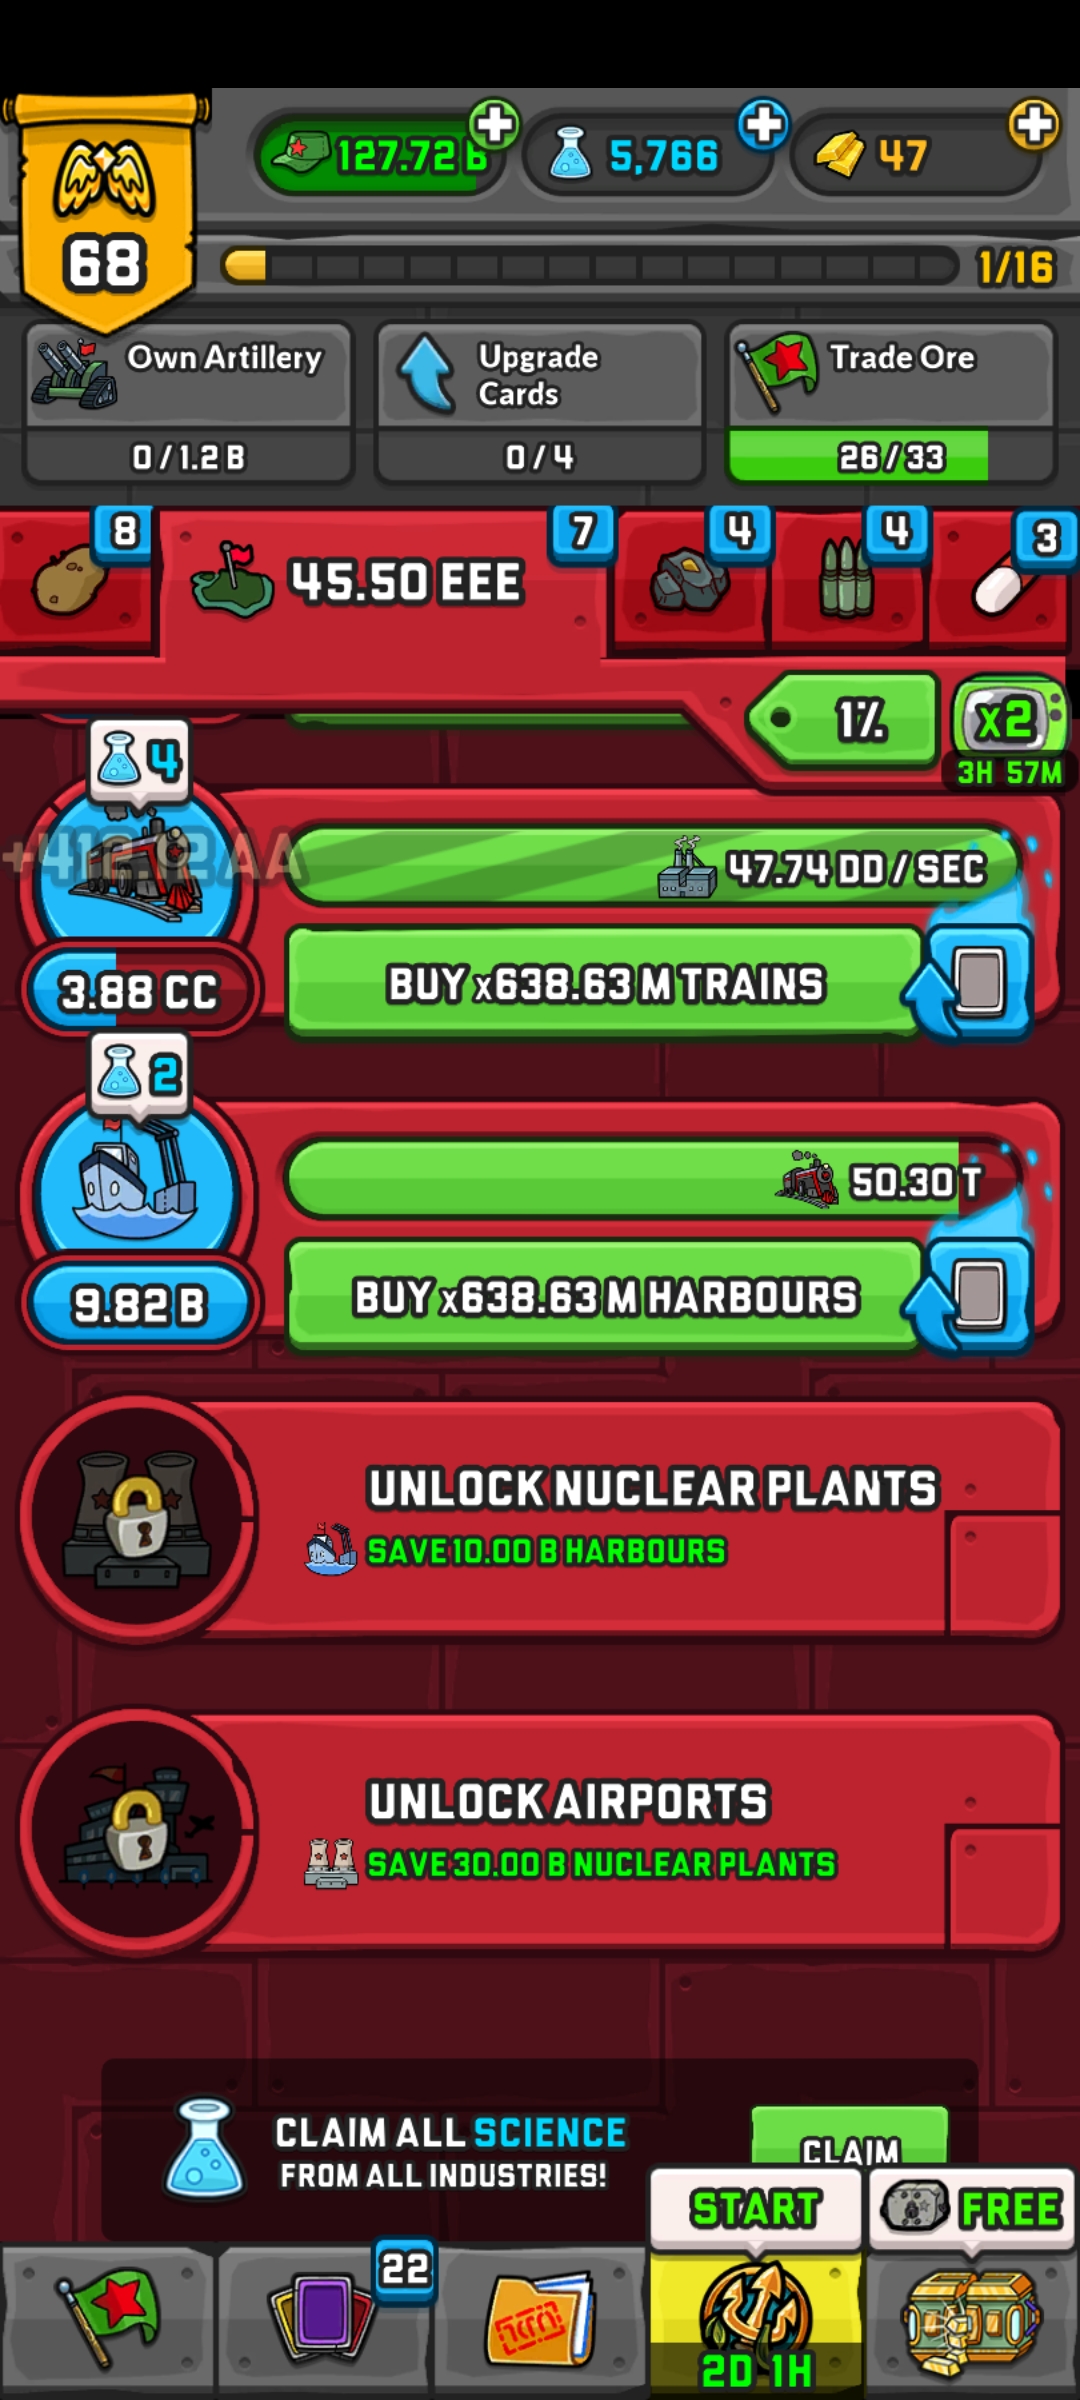 127.72 B
5,766
47
68
1/16
Own Artillery
0 / 1.2 B
Upgrade
Cards
0 / 4
Trade Ore
26 / 33
8
45.50 EEE
7
4
4
3
1%
x2
3H 57M
4
47.74 DD / SEC
3.88 CC
BUY x638.63 M TRAINS
2
50.30 T
9.82 B
BUY x638.63 M HARBOURS
UNLOCK NUCLEAR PLANTS
SAVE 10.00 B HARBOURS
UNLOCK AIRPORTS
SAVE 30.00 B NUCLEAR PLANTS
CLAIM ALL SCIENCE
FROM ALL INDUSTRIES!
CLAIM
START
FREE
22
2D 1H